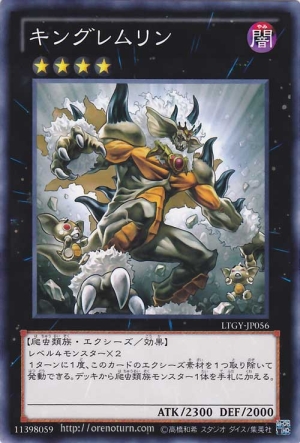 キングレムリン
闇
LTGY-JP056
【爬虫類族・エクシーズ/効果】
レベル4モンスター×2
1ターンに1度、このカードのエクシーズ素材を1つ取り除いて
発動できる。デッキから爬虫類族モンスター1体を手札に加える。
ATK/2300 DEF/2000
11398059 http://orenoturn.com ©高橋和希 スタジオ・ダイス/集英社